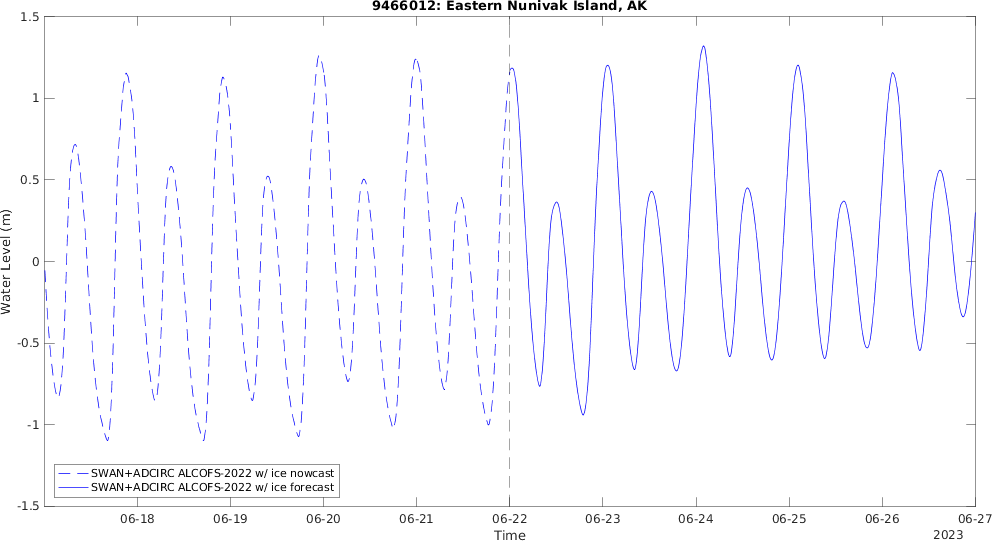 9466012: Eastern Nunivak Island, AK
1.5
1
0.5
0
-0.5
-1
-1.5
Water Level (m)
SWAN+ADCIRC ALCOFS-2022 w/ ice nowcast
SWAN+ADCIRC ALCOFS-2022 w/ ice forecast
06-18 06-19 06-20 06-21 06-22 06-23 06-24 06-25 06-26 06-27
Time
2023